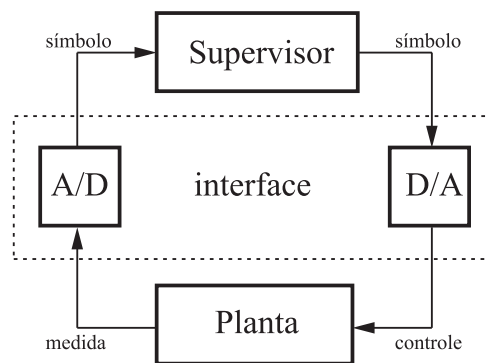 símbolo
Supervisor
símbolo
A/D
interface
D/A
medida
Planta
controle